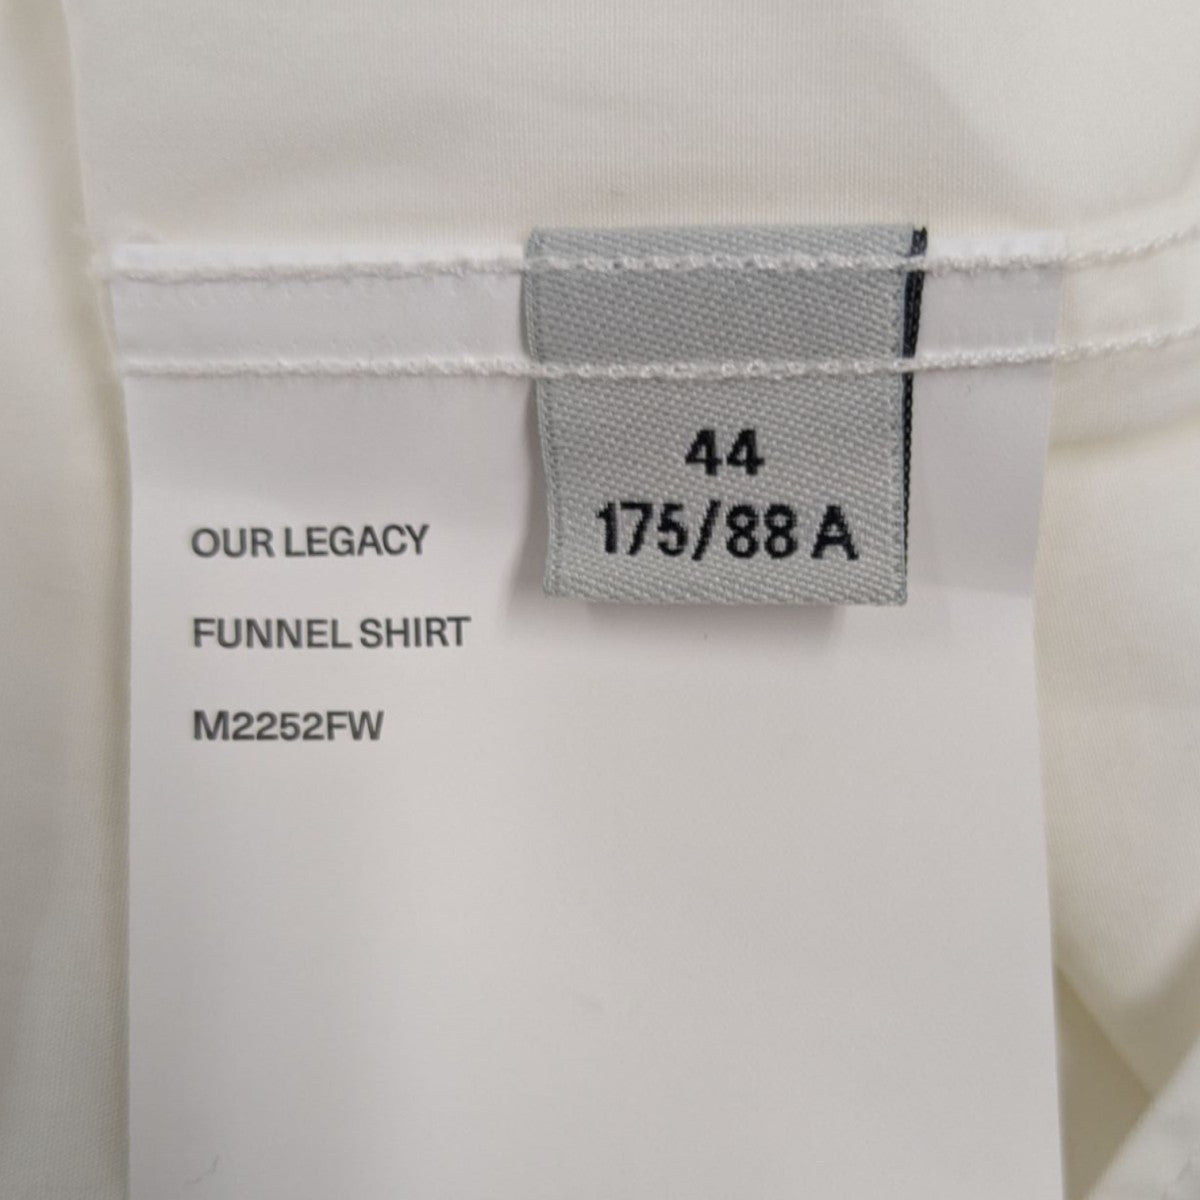 44
175/88 A
OUR LEGACY
FUNNEL SHIRT
M2252FW